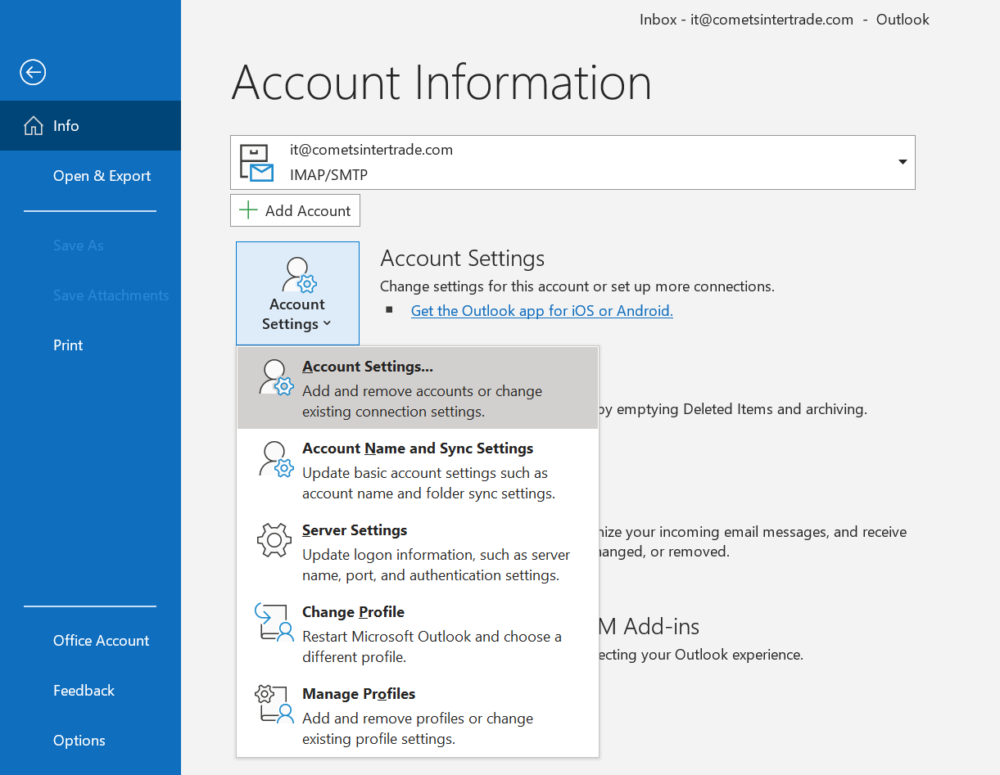 Inbox - it@cometsintertrade.com - Outlook
Account Information
Info
Open & Export
Save As
Save Attachments
Print
Office Account
Feedback
Options
it@cometsintertrade.com
IMAP/SMTP
Add Account
Account
Settings
Account Settings
Change settings for this account or set up more connections.
Get the Outlook app for iOS or Android.
Account Settings...
Add and remove accounts or change
existing connection settings.
by emptying Deleted Items and archiving.
Account Name and Sync Settings
Update basic account settings such as
account name and folder sync settings.
Server Settings
Update logon information, such as server
name, port, and authentication settings.
nize your incoming email messages, and receive
hanged, or removed.
Change Profile
Restart Microsoft Outlook and choose a
different profile.
M Add-ins
ecting your Outlook experience.
Manage Profiles
Add and remove profiles or change
existing profile settings.